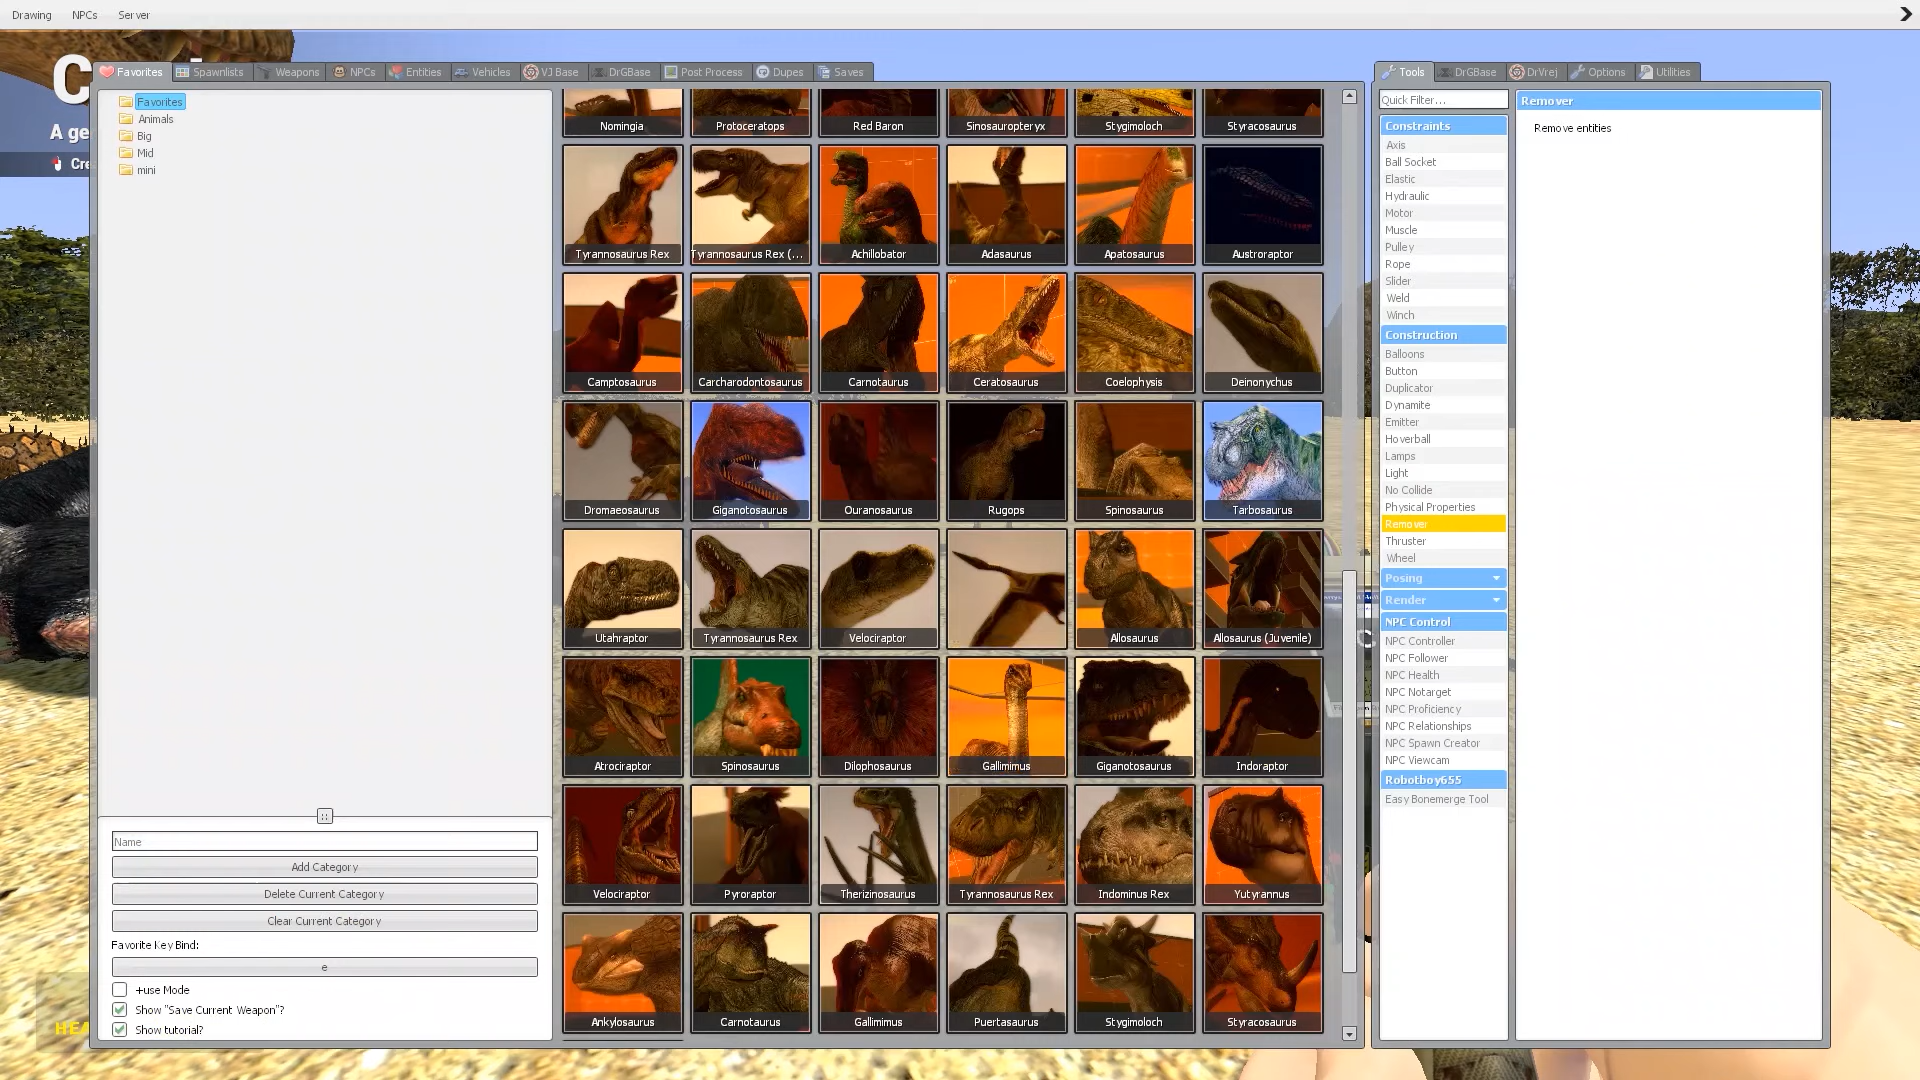 Drawing NPCs Server
C
A ge
Cre
HEA
Favorites Spawnlists Weapons NPCs Entities Vehicles VJ Base DrGBase Post Process Dupes Saves
Favorites
Animals
Big
Mid
mini
Name
Add Category
Delete Current Category
Clear Current Category
Favorite Key Bind:
e
+use Mode
Show "Save Current Weapon"?
Show tutorial?
Nomingia Protoceratops Red Baron Sinosauropteryx Stygimoloch Styracosaurus
Tyrannosaurus Rex Tyrannosaurus Rex (... Achillobator Adasaurus Apatosaurus Austroraptor
Camptosaurus Carcharodontosaurus Carnotaurus Ceratosaurus Coelophysis Deinonychus
Dromaeosaurus Giganotosaurus Ouranosaurus Rugops Spinosaurus Tarbosaurus
Utahraptor Tyrannosaurus Rex Velociraptor Allosaurus Allosaurus (Juvenile)
Atrociraptor Spinosaurus Dilophosaurus Gallimimus Giganotosaurus Indoraptor
Velociraptor Pyroraptor Therizinosaurus Tyrannosaurus Rex Indominus Rex Yutyrannus
Ankylosaurus Carnotaurus Gallimimus Puertasaurus Stygimoloch Styracosaurus
Tools DrGBase DrVrej Options Utilities
Quick Filter...
Constraints
Axis
Ball Socket
Elastic
Hydraulic
Motor
Muscle
Pulley
Rope
Slider
Weld
Winch
Construction
Balloons
Button
Duplicator
Dynamite
Emitter
Hoverball
Lamps
Light
No Collide
Physical Properties
Remover
Thruster
Wheel
Posing
Render
NPC Control
NPC Controller
NPC Follower
NPC Health
NPC Notarget
NPC Proficiency
NPC Relationships
NPC Spawn Creator
NPC Viewcam
Robotboy655
Easy Bonemerge Tool
Remover
Remove entities